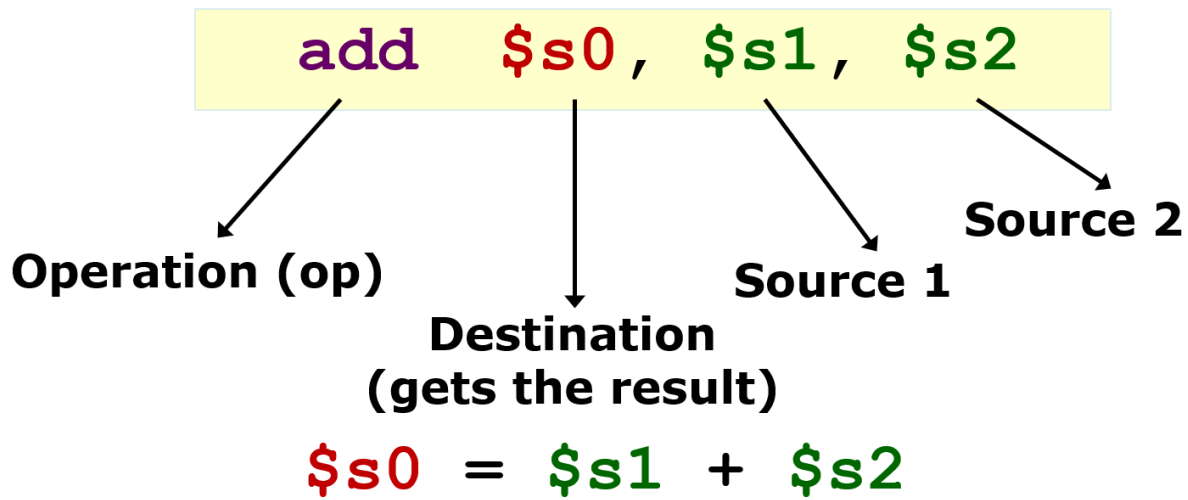 add $s0, $s1, $s2
Operation (op)
Destination
(gets the result)
Source 1
Source 2
$s0 = $s1 + $s2